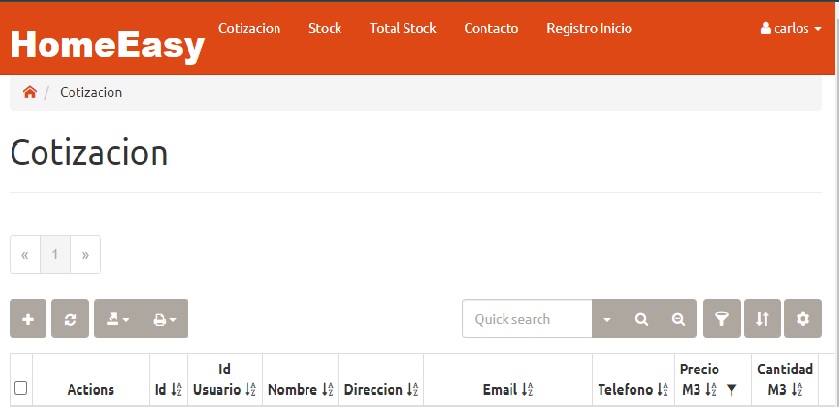 HomeEasy Cotizacion Stock Total Stock Contacto Registro Inicio carlos
/ Cotizacion
Cotizacion
« 1 »
Quick search
Id Precio Cantidad
Actions Id Usuario Nombre Direccion Email Telefono M3 M3